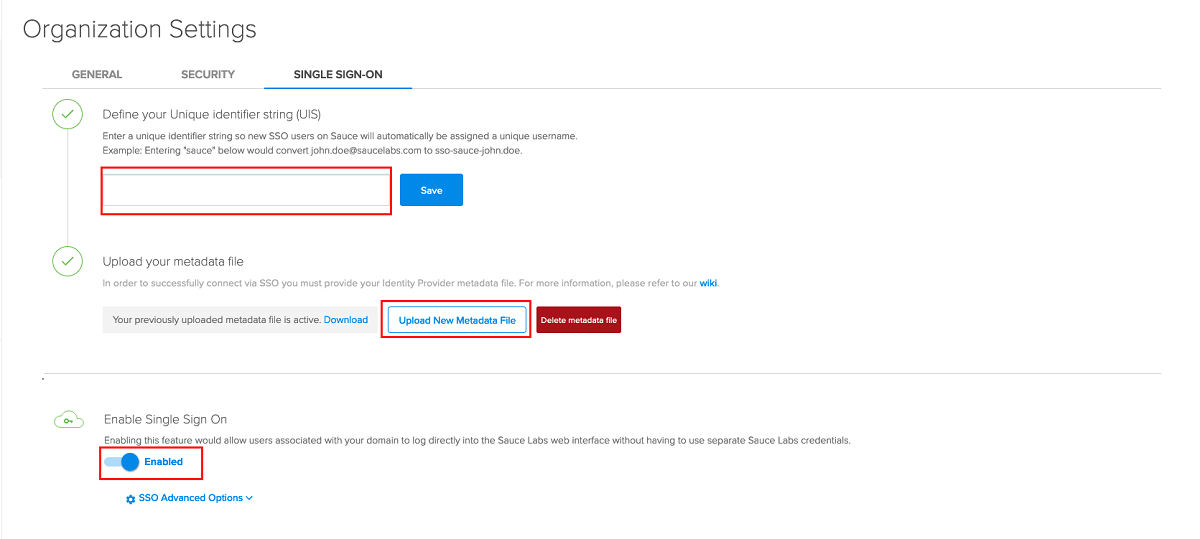 Organization Settings
GENERAL SECURITY SINGLE SIGN-ON
Define your Unique identifier string (UIS)
Enter a unique identifier string so new SSO users on Sauce will automatically be assigned a unique username.
Example: Entering "sauce" below would convert john.doe@saucelabs.com to sso-sauce-john.doe.
Save
Upload your metadata file
In order to successfully connect via SSO you must provide your Identity Provider metadata file. For more information, please refer to our wiki.
Your previously uploaded metadata file is active. Download Upload New Metadata File Delete metadata file
Enable Single Sign On
Enabling this feature would allow users associated with your domain to log directly into the Sauce Labs web interface without having to use separate Sauce Labs credentials.
Enabled
SSO Advanced Options